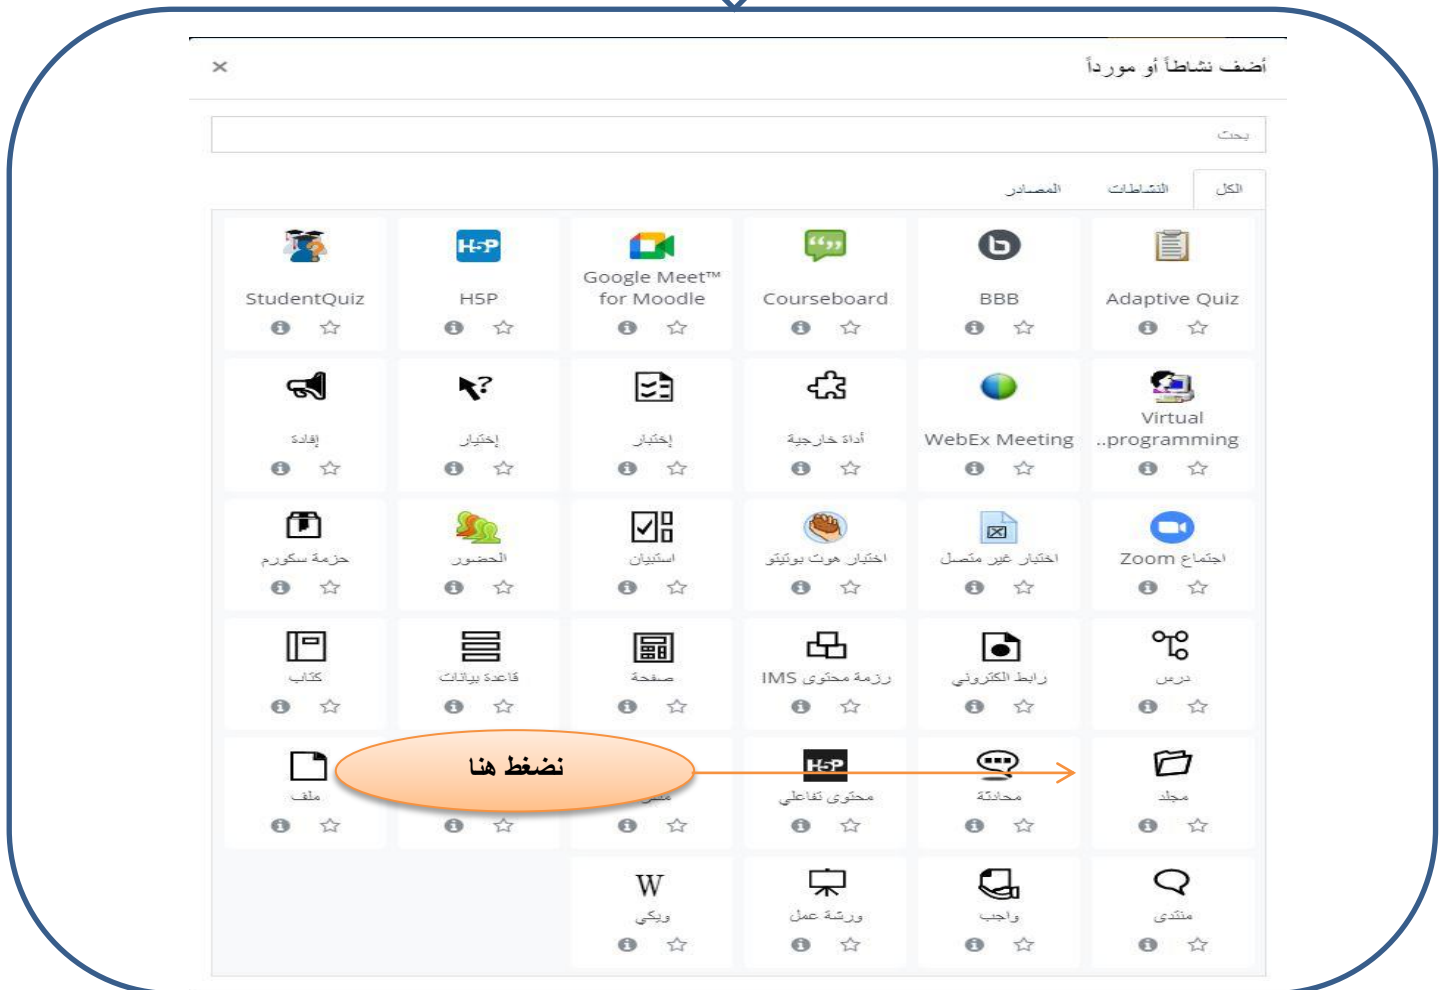 أضف نشاطاً أو مورداً
×
بحث
الكل النشاطات المصادر
Adaptive Quiz
BBB
Courseboard
Google Meet™
for Moodle
H5P
H5P
StudentQuiz
Virtual
programming..
WebEx Meeting
أداة خارجية
إختبار
إختيار
إفادة
اجتماع Zoom
اختبار غير متصل
اختبار هوت بوتيتو
استبيان
الحضور
حزمة سكورم
درس
رابط الكتروني
رزمة محتوى IMS
صفحة
قاعدة بيانات
كتاب
مجلد
محادثة
H5P
محتوى تفاعلي
نضغط هنا
ملف
منتدى
واجب
ورشة عمل
W
ويكي